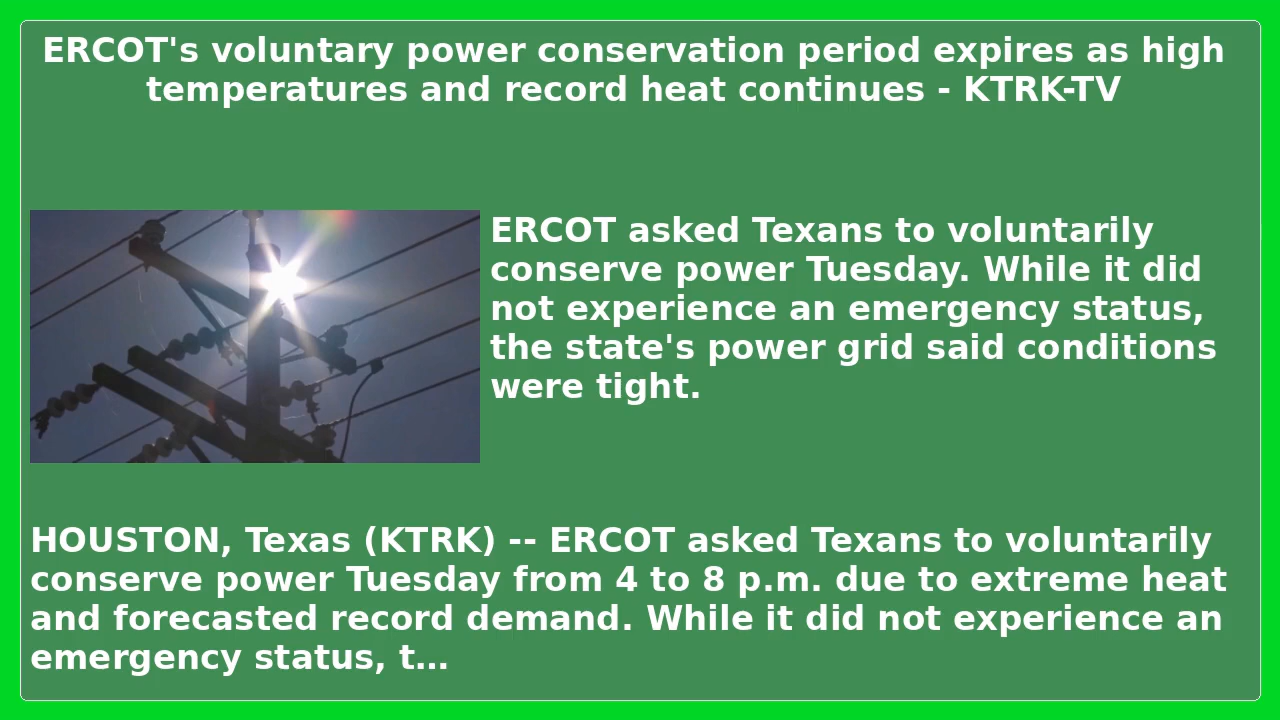 ERCOT's voluntary power conservation period expires as high
temperatures and record heat continues - KTRK-TV
ERCOT asked Texans to voluntarily
conserve power Tuesday. While it did
not experience an emergency status,
the state's power grid said conditions
were tight.
HOUSTON, Texas (KTRK) -- ERCOT asked Texans to voluntarily
conserve power Tuesday from 4 to 8 p.m. due to extreme heat
and forecasted record demand. While it did not experience an
emergency status, t…